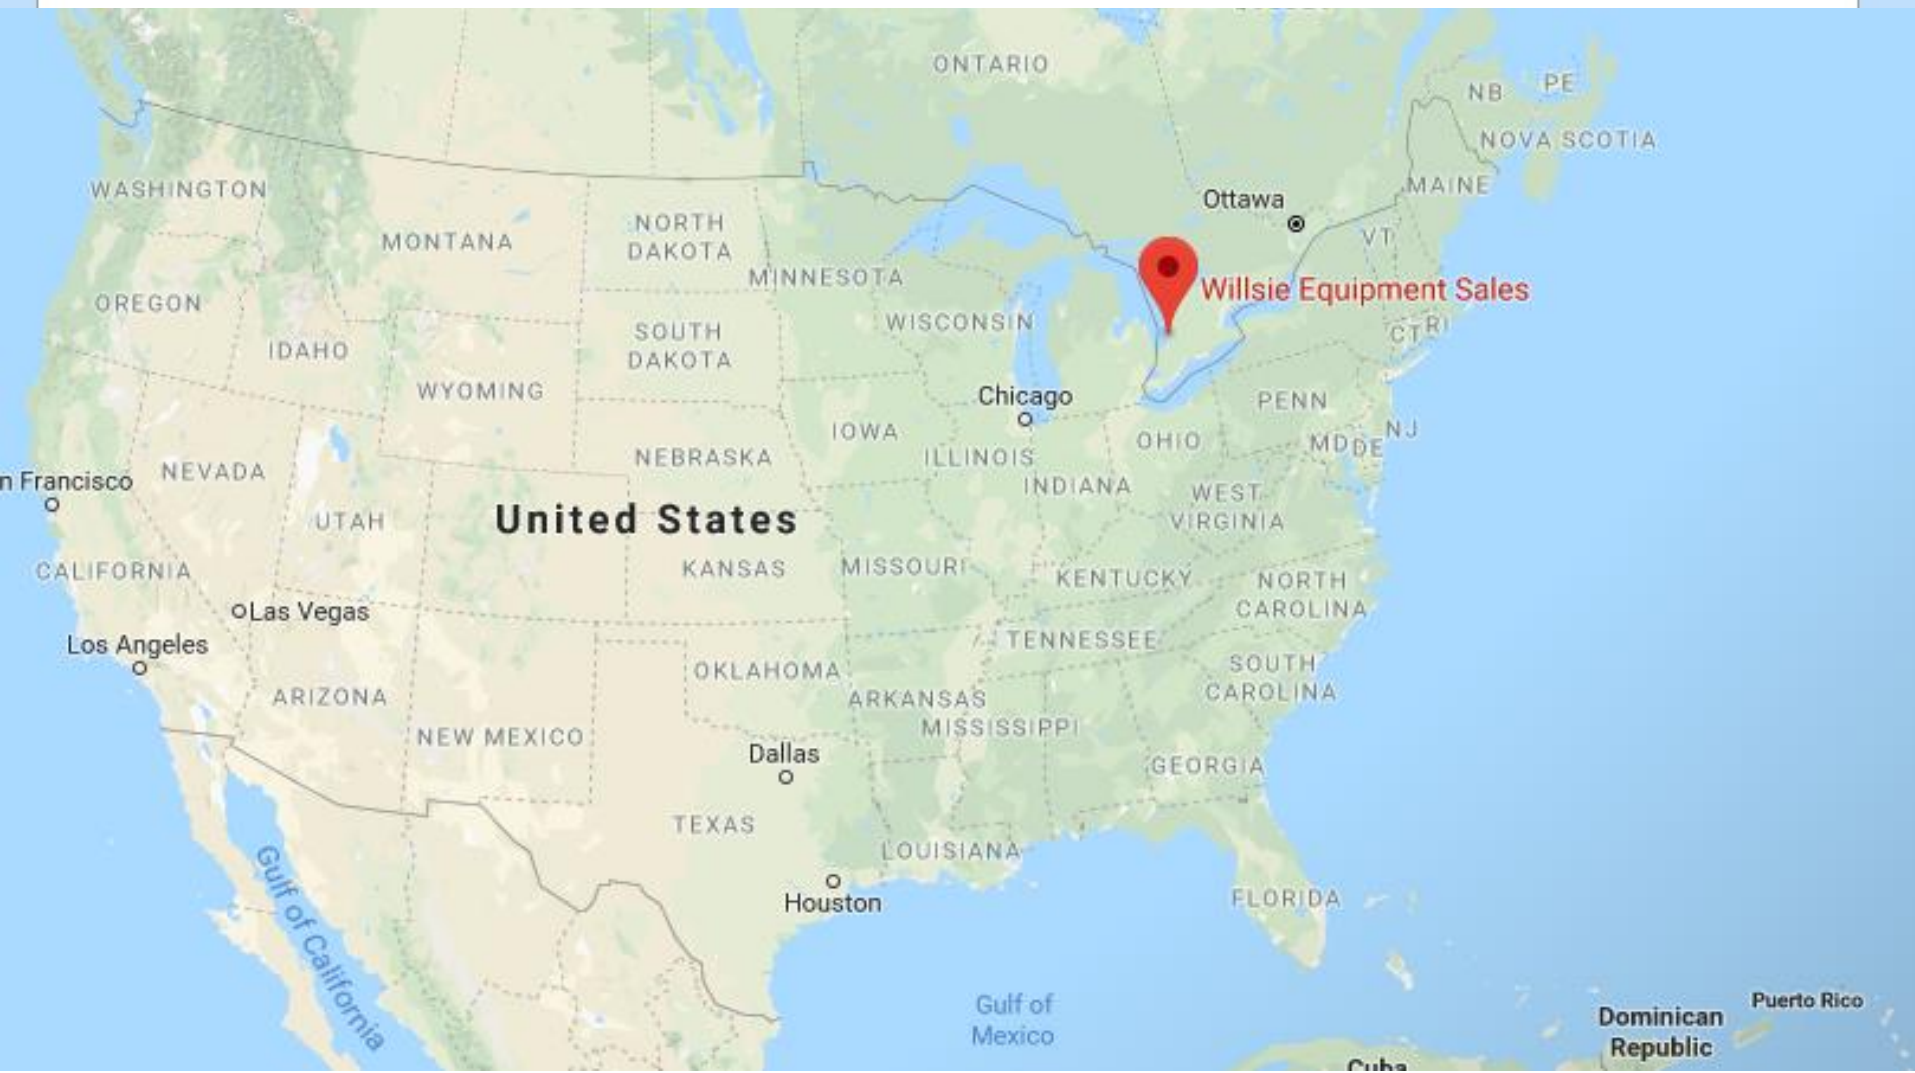 ONTARIO
NB
PE
NOVA SCOTIA
WASHINGTON
MAINE
Ottawa
MONTANA
NORTH
DAKOTA
VT
MINNESOTA
Willsie Equipment Sales
OREGON
WISCONSIN
SOUTH
DAKOTA
CT
RI
IDAHO
WYOMING
Chicago
PENN
IOWA
OHIO
NJ
MD
DE
NEBRASKA
ILLINOIS
NEVADA
n Francisco
INDIANA
WEST
VIRGINIA
UTAH
United States
CALIFORNIA
KANSAS
MISSOURI
KENTUCKY
NORTH
CAROLINA
Las Vegas
Los Angeles
TENNESSEE
OKLAHOMA
SOUTH
CAROLINA
ARIZONA
ARKANSAS
MISSISSIPPI
NEW MEXICO
Dallas
GEORGIA
TEXAS
LOUISIANA
Houston
FLORIDA
Gulf of California
Gulf of
Mexico
Puerto Rico
Dominican
Republic
Cuba